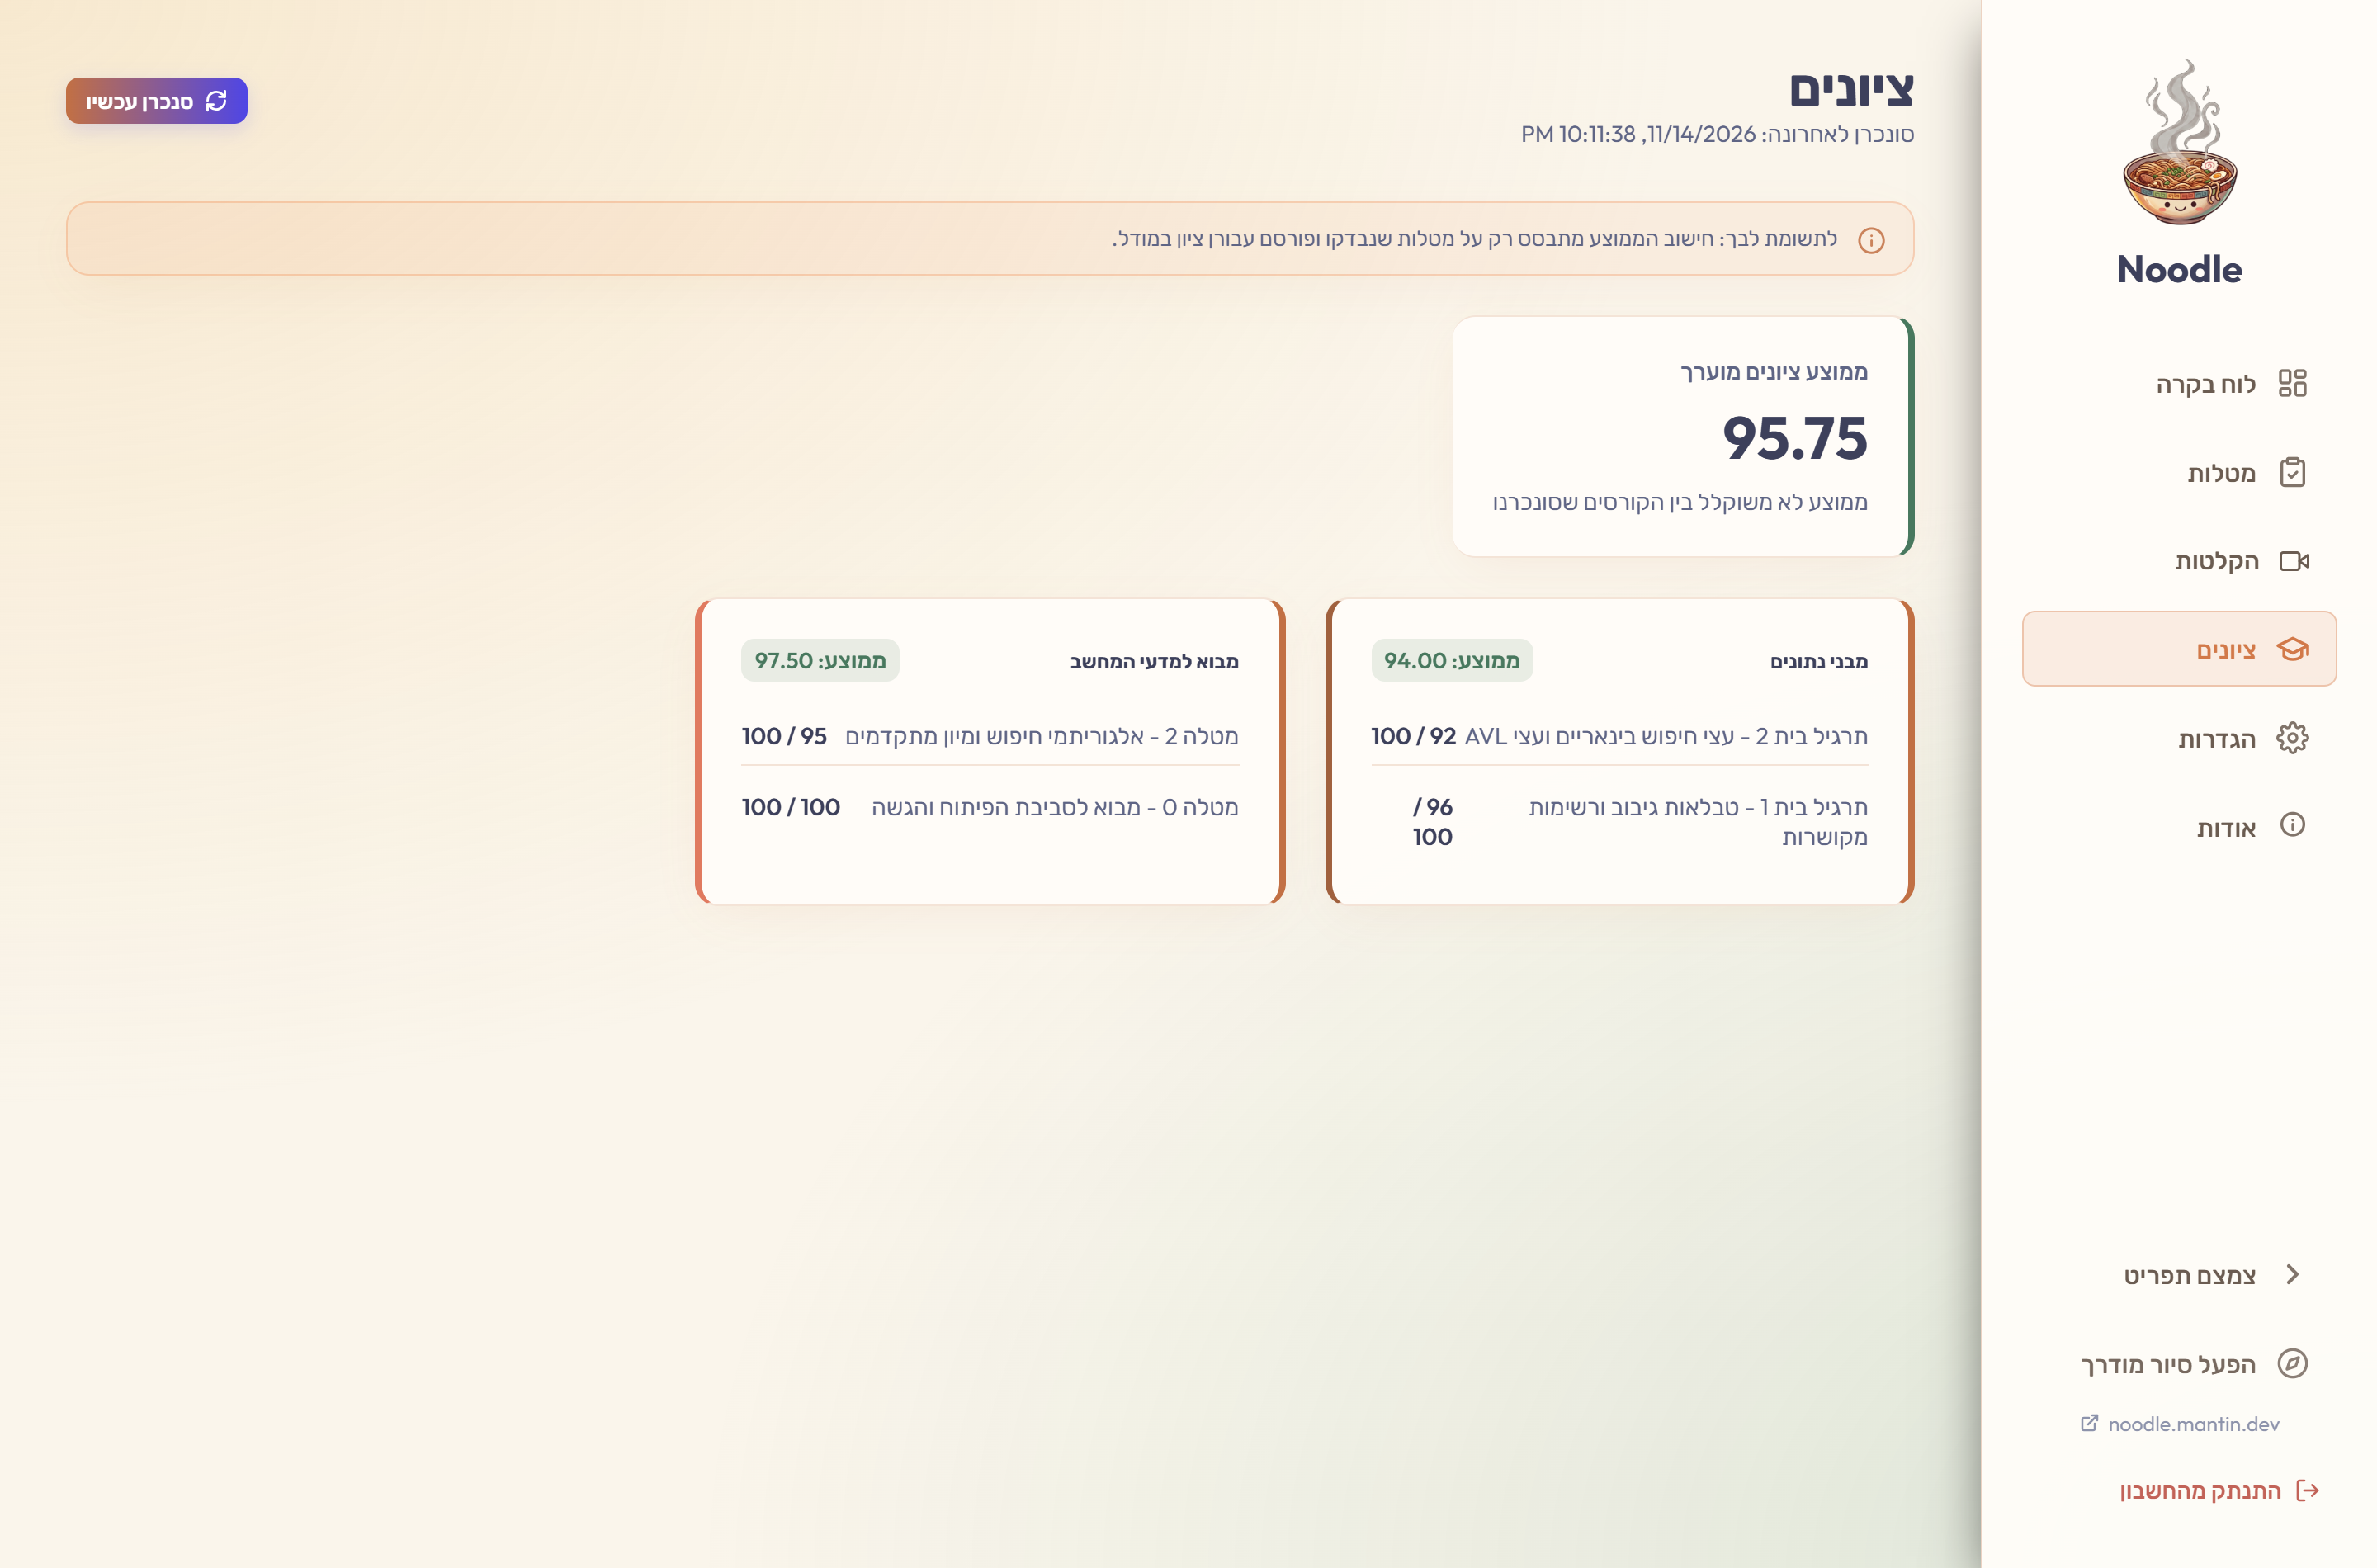 Noodle
לוח בקרה
מטלות
הקלטות
ציונים
הגדרות
אודות
צמצם תפריט
הפעל סיור מודרך
noodle.mantin.dev
התנתק מהחשבון
ציונים
סונכרן לאחרונה: 11/14/2026, 10:11:38 PM
סנכרן עכשיו
לתשומת לבך: חישוב הממוצע מתבסס רק על מטלות שנבדקו ופורסם עבורן ציון במודל.
ממוצע ציונים מוערך
95.75
ממוצע לא משוקלל בין הקורסים שסונכרנו
מבני נתונים
ממוצע: 94.00
תרגיל בית 2 - עצי חיפוש בינאריים ועצי AVL
92 / 100
תרגיל בית 1 - טבלאות גיבוב ורשימות
מקושרות
96 /
100
מבוא למדעי המחשב
ממוצע: 97.50
מטלה 2 - אלגוריתמי חיפוש ומיון מתקדמים
95 / 100
מטלה 0 - מבוא לסביבת הפיתוח והגשה
100 / 100